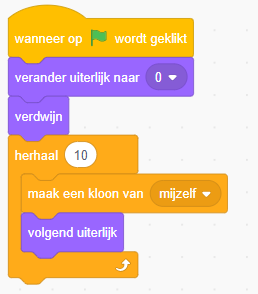 wanneer op wordt geklikt
verander uiterlijk naar 0
verdwijn
herhaal 10
maak een kloon van mijzelf
volgend uiterlijk